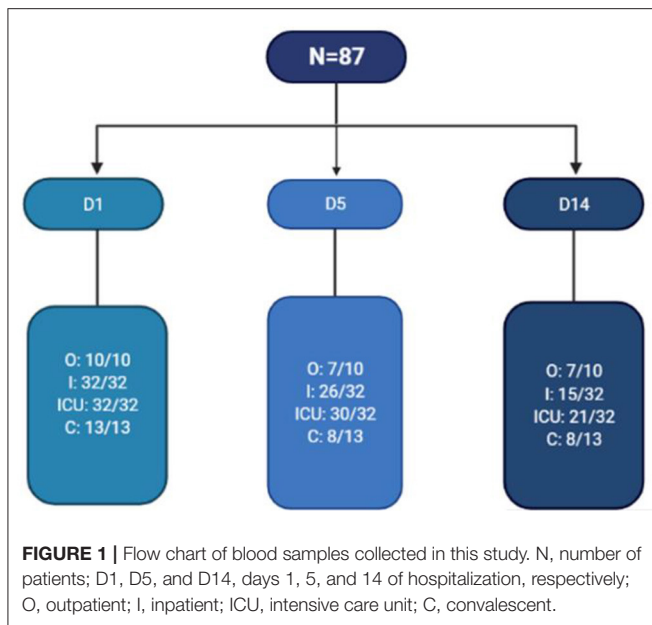 N=87
D1
D5
D14
O: 10/10
I: 32/32
ICU: 32/32
C: 13/13
O: 7/10
I: 26/32
ICU: 30/32
C: 8/13
O: 7/10
I: 15/32
ICU: 21/32
C: 8/13
FIGURE 1 | Flow chart of blood samples collected in this study. N, number of
patients; D1, D5, and D14, days 1, 5, and 14 of hospitalization, respectively;
O, outpatient; I, inpatient; ICU, intensive care unit; C, convalescent.